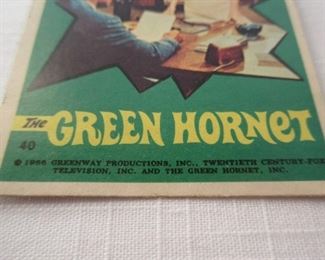 The GREEN HORNET
40
© 1966 GREENWAY PRODUCTIONS, INC., TWENTIETH CENTURY-FOX
TELEVISION, INC. AND THE GREEN HORNET, INC.